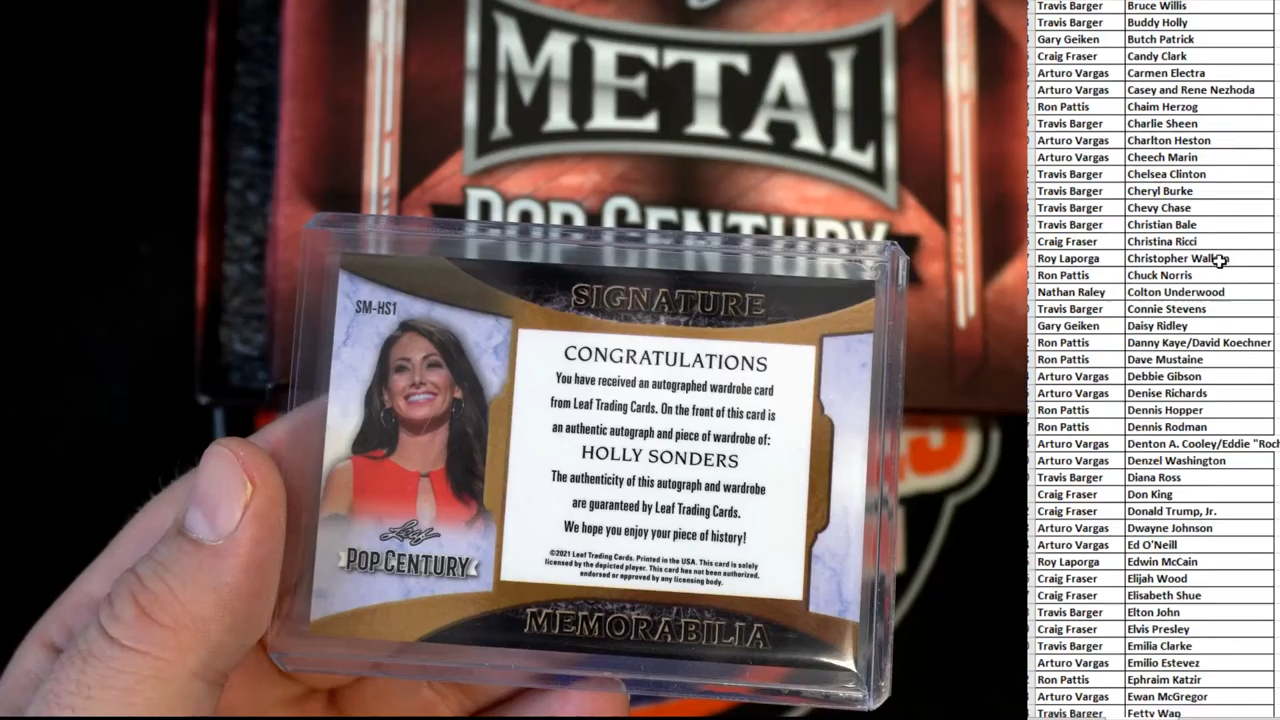 METAL
POP CENTURY
SM-HS1
SIGNATURE
CONGRATULATIONS
You have received an autographed wardrobe card
from Leaf Trading Cards. On the front of this card is
an authentic autograph and piece of wardrobe of:
HOLLY SONDERS
The authenticity of this autograph and wardrobe
are guaranteed by Leaf Trading Cards.
We hope you enjoy your piece of history!
©2021 Leaf Trading Cards. Printed in the USA. This card is solely
licensed by the depicted player. This card has not been authorized,
endorsed or approved by any licensing body.
Leaf
POP CENTURY
MEMORABILIA
Travis Barger Bruce Willis
Travis Barger Buddy Holly
Gary Geiken Butch Patrick
Craig Fraser Candy Clark
Arturo Vargas Carmen Electra
Arturo Vargas Casey and Rene Nezhoda
Ron Pattis Chaim Herzog
Travis Barger Charlie Sheen
Arturo Vargas Charlton Heston
Arturo Vargas Cheech Marin
Travis Barger Chelsea Clinton
Travis Barger Cheryl Burke
Travis Barger Chevy Chase
Travis Barger Christian Bale
Craig Fraser Christina Ricci
Roy Laporga Christopher
Ron Pattis Chuck Norris
Nathan Raley Colton Underwood
Travis Barger Connie Stevens
Gary Geiken Daisy Ridley
Ron Pattis Danny Kaye/David Koechner
Ron Pattis Dave Mustaine
Arturo Vargas Debbie Gibson
Arturo Vargas Denise Richards
Ron Pattis Dennis Hopper
Ron Pattis Dennis Rodman
Arturo Vargas Denton A. Cooley/Eddie "Roch
Arturo Vargas Denzel Washington
Travis Barger Diana Ross
Craig Fraser Don King
Craig Fraser Donald Trump, Jr.
Arturo Vargas Dwayne Johnson
Arturo Vargas Ed O'Neill
Roy Laporga Edwin McCain
Craig Fraser Elijah Wood
Craig Fraser Elisabeth Shue
Travis Barger Elton John
Craig Fraser Elvis Presley
Travis Barger Emilia Clarke
Arturo Vargas Emilio Estevez
Ron Pattis Ephraim Katzir
Arturo Vargas Ewan McGregor
Travis Barger Fetty Wap